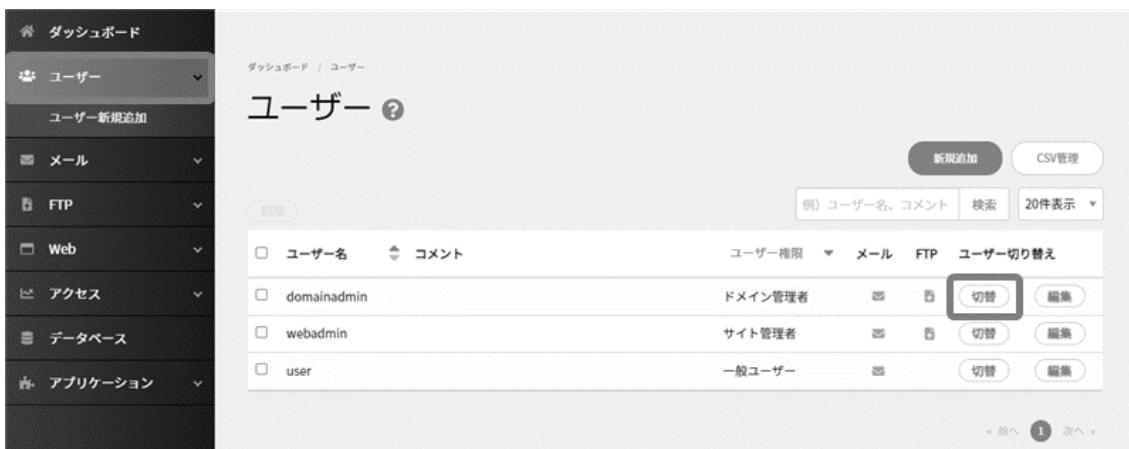 ダッシュボード
ユーザー
ユーザー新規追加
メール
FTP
Web
アクセス
データベース
アプリケーション
ダッシュボード / ユーザー
ユーザー ?
新規追加 CSV管理
削除 例）ユーザー名、コメント 検索 20件表示
ユーザー名 コメント ユーザー権限 メール FTP ユーザー切り替え
domainadmin ドメイン管理者 切替 編集
webadmin サイト管理者 切替 編集
user 一般ユーザー 切替 編集
« 前へ 1 次へ »